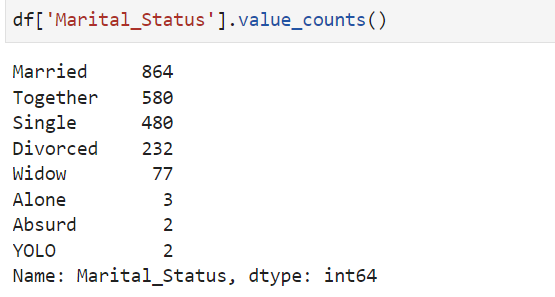 df['Marital_Status'].value_counts()
Married     864
Together    580
Single      480
Divorced    232
Widow        77
Alone         3
Absurd        2
YOLO          2
Name: Marital_Status, dtype: int64